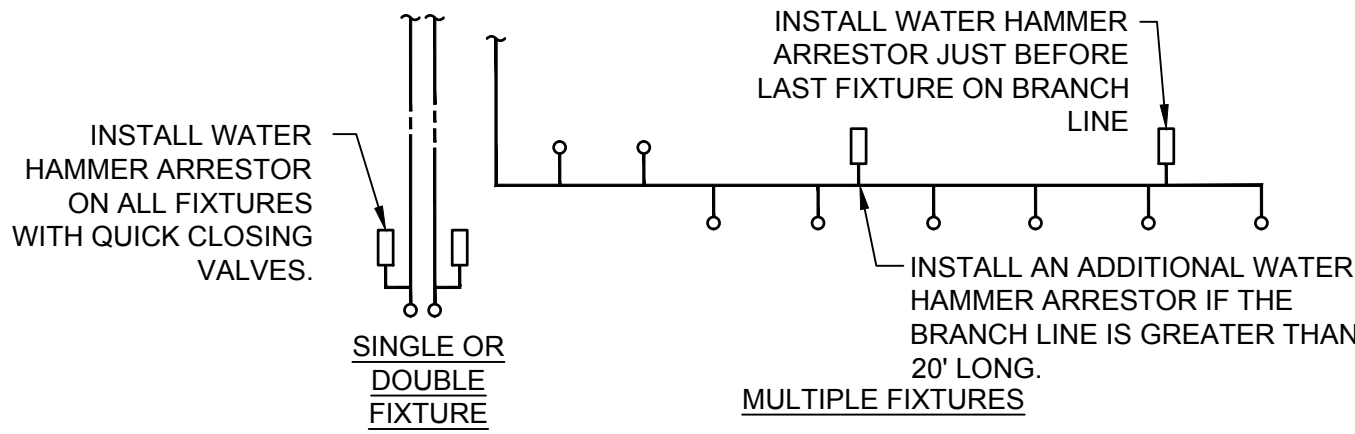 INSTALL WATER
HAMMER ARRESTOR
ON ALL FIXTURES
WITH QUICK CLOSING
VALVES.
SINGLE OR
DOUBLE
FIXTURE
INSTALL WATER HAMMER
ARRESTOR JUST BEFORE
LAST FIXTURE ON BRANCH
LINE
INSTALL AN ADDITIONAL WATER
HAMMER ARRESTOR IF THE
BRANCH LINE IS GREATER THAN
20' LONG.
MULTIPLE FIXTURES